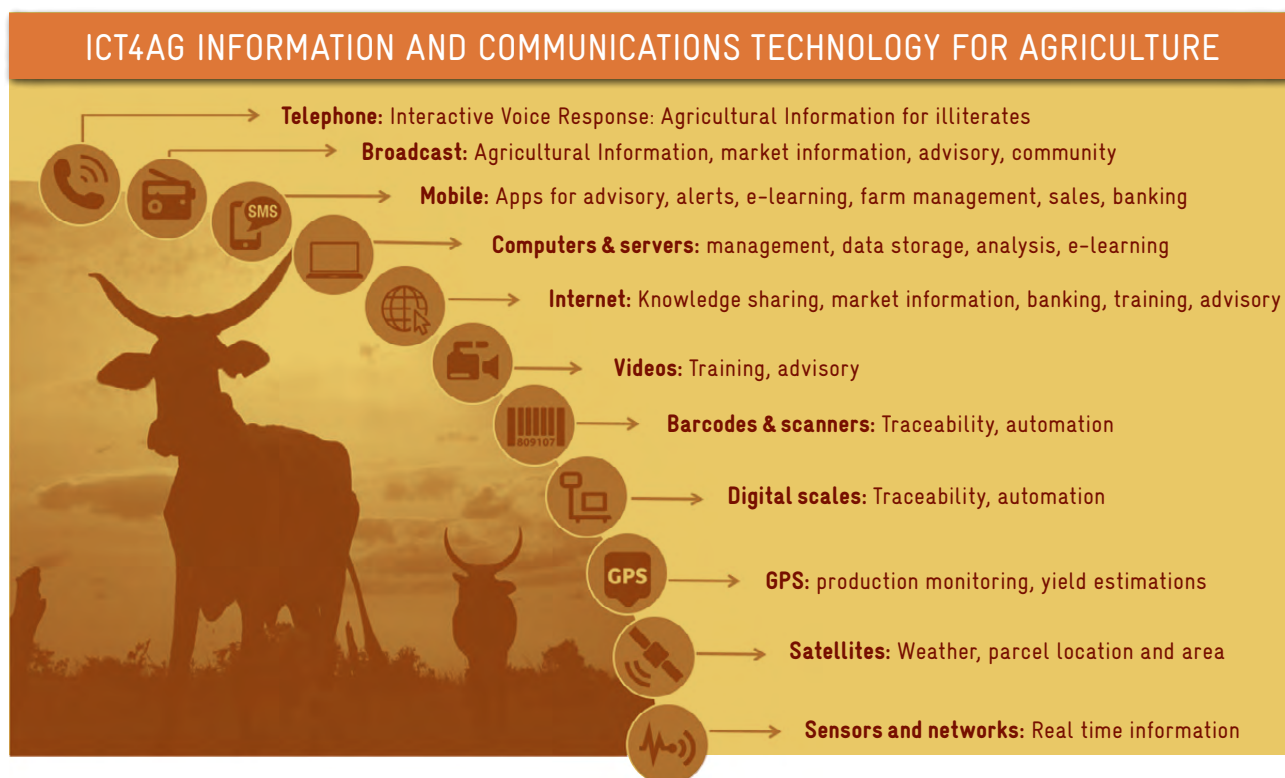 ICT4AG INFORMATION AND COMMUNICATIONS TECHNOLOGY FOR AGRICULTURE
Telephone: Interactive Voice Response: Agricultural Information for illiterates
Broadcast: Agricultural Information, market information, advisory, community
Mobile: Apps for advisory, alerts, e-learning, farm management, sales, banking
SMS
Computers & servers: management, data storage, analysis, e-learning
Internet: Knowledge sharing, market information, banking, training, advisory
Videos: Training, advisory
Barcodes & scanners: Traceability, automation
809107
Digital scales: Traceability, automation
GPS
GPS: production monitoring, yield estimations
Satellites: Weather, parcel location and area
Sensors and networks: Real time information